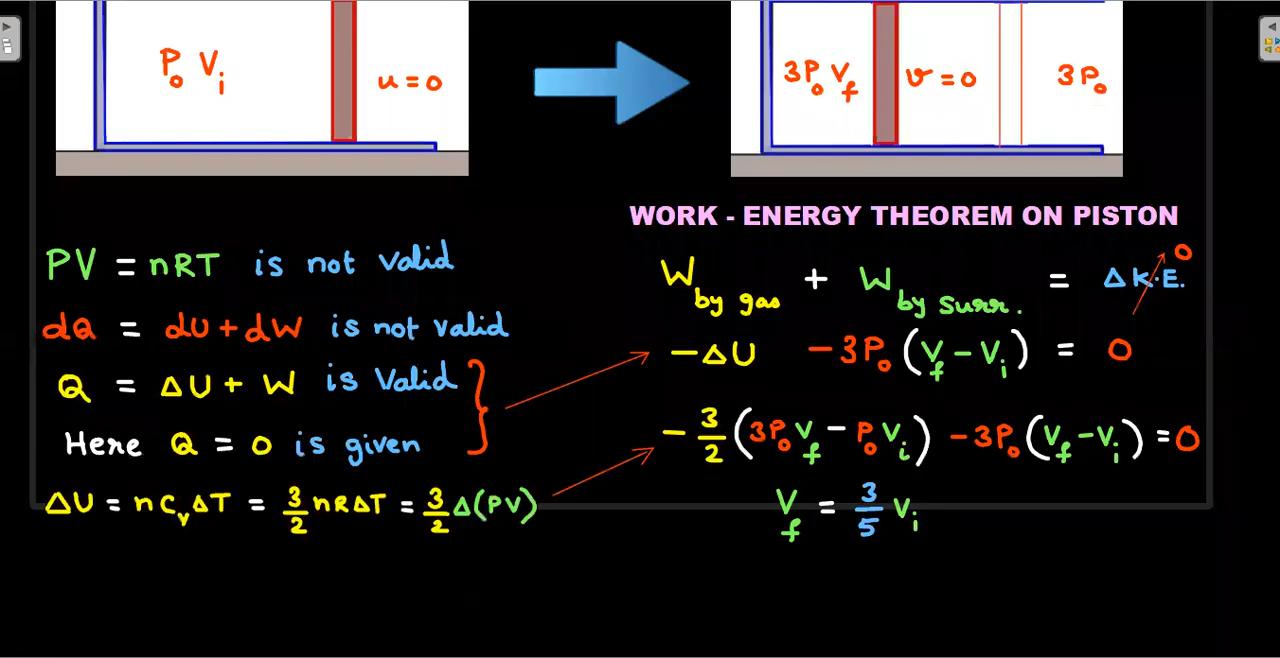 P₀ Vᵢ
u = 0
3P₀ V_f
v = 0
3P₀
WORK - ENERGY THEOREM ON PISTON
PV = nRT is not valid
dQ = dU + dW is not valid
Q = ΔU + W is Valid
Here Q = 0 is given
ΔU = nCᵥΔT = 3/2 nRΔT = 3/2 Δ(PV)
W by gas + W by surr. = ΔK.E. 0
-ΔU -3P₀ (V_f - Vᵢ) = 0
-3/2 (3P₀V_f - P₀Vᵢ) -3P₀ (V_f - Vᵢ) = 0
V_f = 3/5 Vᵢ